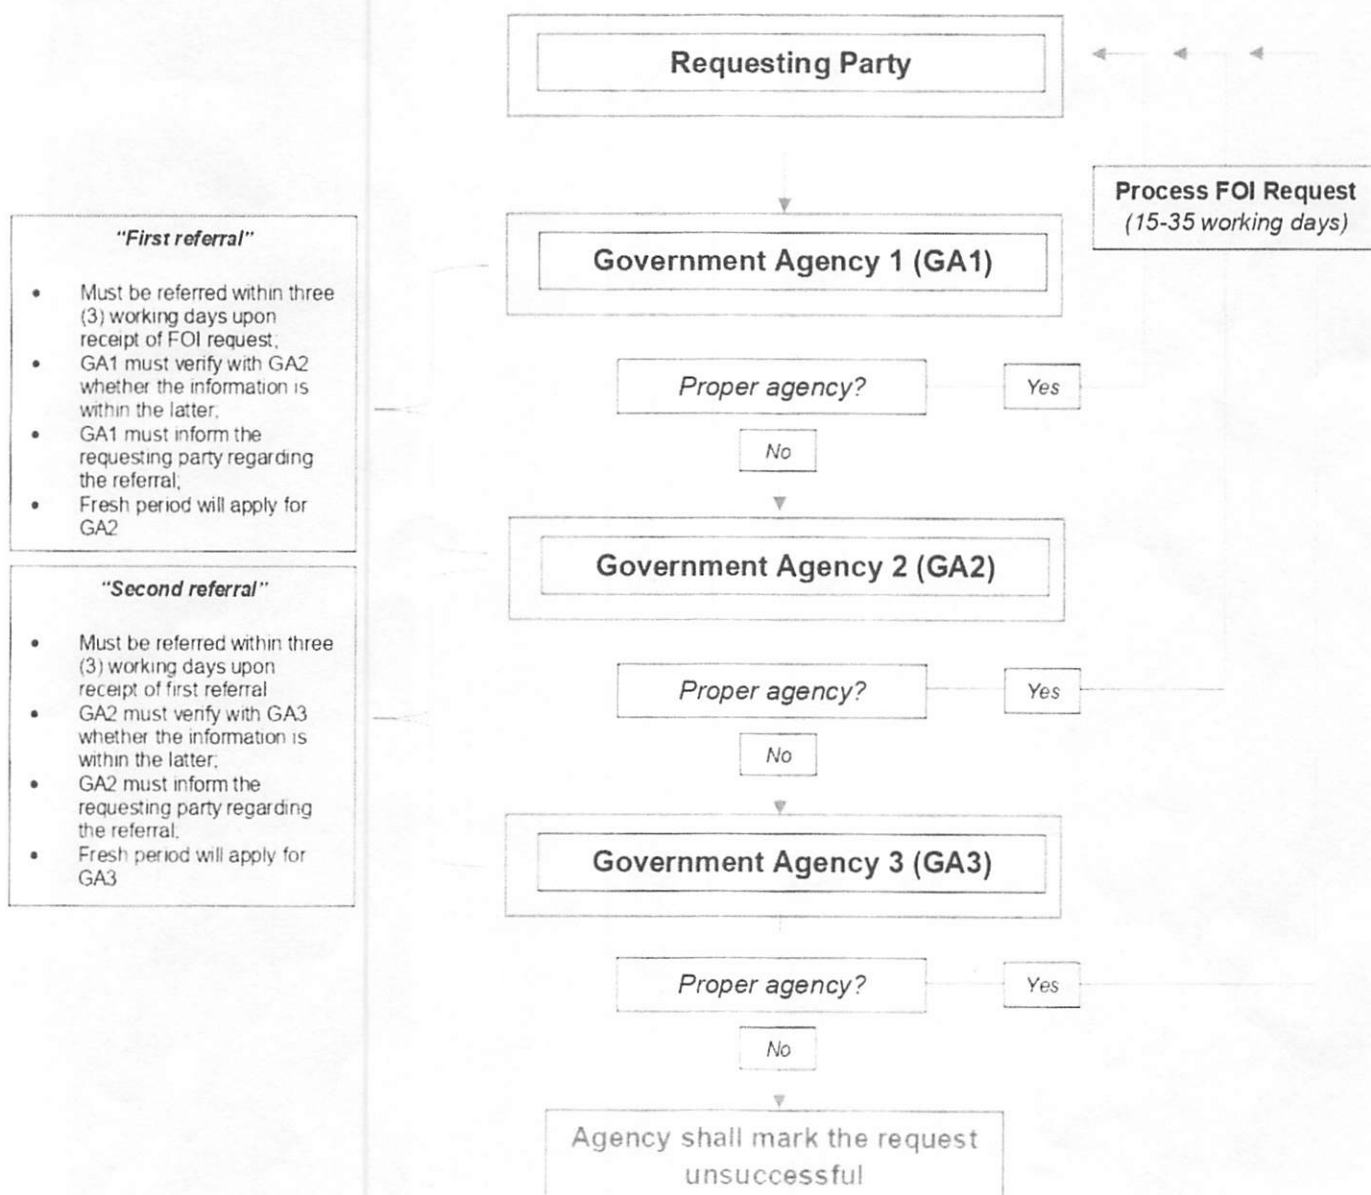 Requesting Party
Process FOI Request
(15-35 working days)
"First referral"
• Must be referred within three
(3) working days upon
receipt of FOI request;
• GA1 must verify with GA2
whether the information is
within the latter;
• GA1 must inform the
requesting party regarding
the referral;
• Fresh period will apply for
GA2
Government Agency 1 (GA1)
Proper agency?
Yes
No
Government Agency 2 (GA2)
"Second referral"
• Must be referred within three
(3) working days upon
receipt of first referral
• GA2 must verify with GA3
whether the information is
within the latter;
• GA2 must inform the
requesting party regarding
the referral;
• Fresh period will apply for
GA3
Proper agency?
Yes
No
Government Agency 3 (GA3)
Proper agency?
Yes
No
Agency shall mark the request
unsuccessful